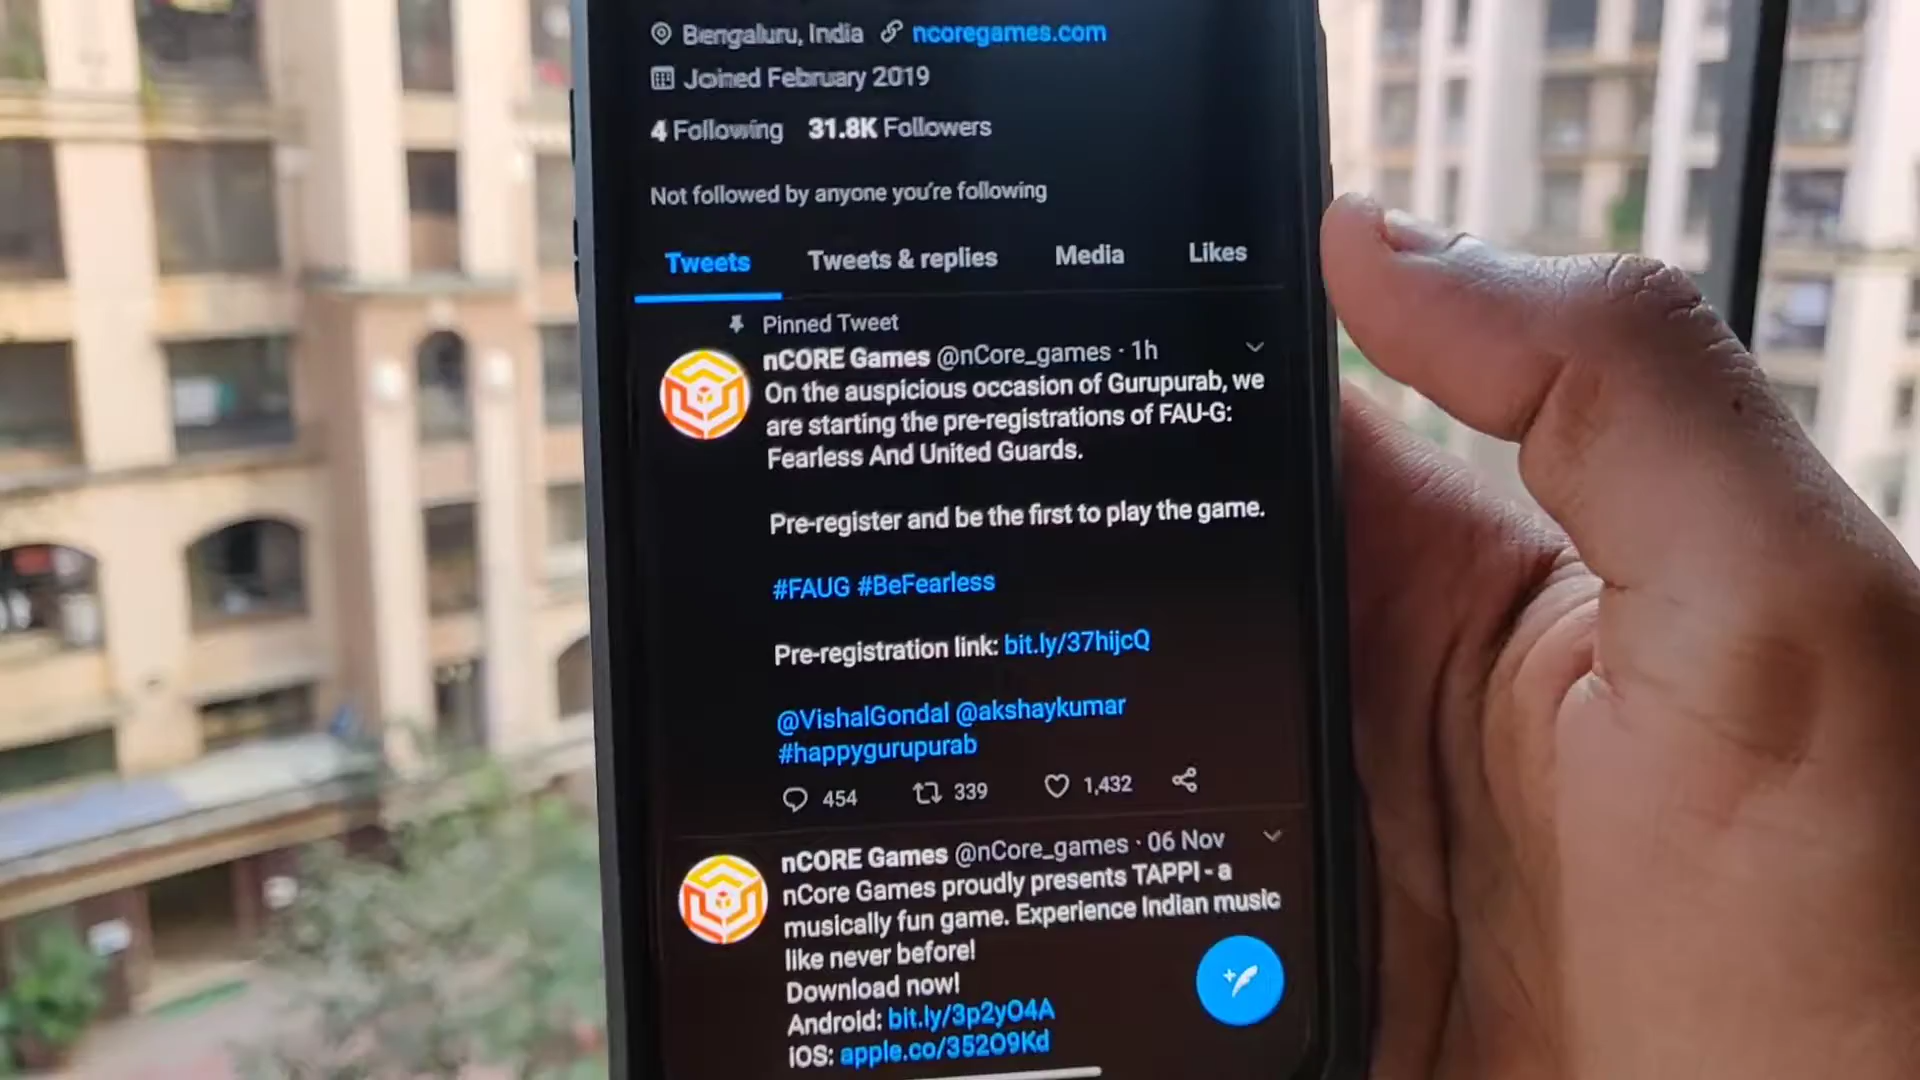 Bengaluru, India ncoregames.com
Joined February 2019
4 Following 31.8K Followers
Not followed by anyone you're following
Tweets Tweets & replies Media Likes
Pinned Tweet
nCORE Games @nCore_games · 1h
On the auspicious occasion of Gurupurab, we
are starting the pre-registrations of FAU-G:
Fearless And United Guards.
Pre-register and be the first to play the game.
#FAUG #BeFearless
Pre-registration link: bit.ly/37hijcQ
@VishalGondal @akshaykumar
#happygurupurab
454 339 1,432
nCORE Games @nCore_games · 06 Nov
nCore Games proudly presents TAPPI - a
musically fun game. Experience Indian music
like never before!
Download now!
Android: bit.ly/3p2yO4A
iOS: apple.co/352O9Kd